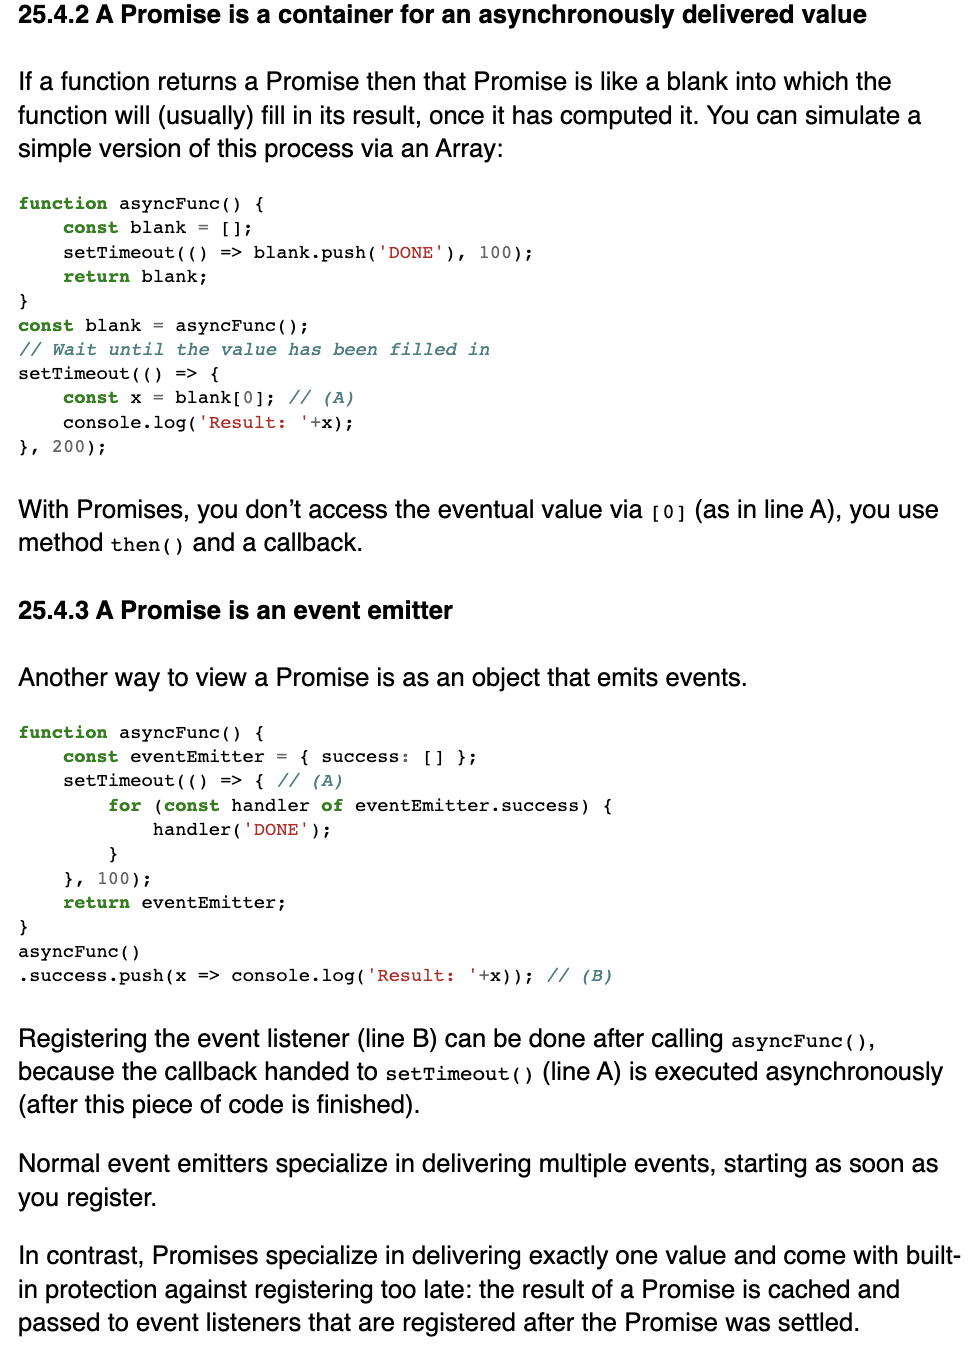 25.4.2 A Promise is a container for an asynchronously delivered value
If a function returns a Promise then that Promise is like a blank into which the
function will (usually) fill in its result, once it has computed it. You can simulate a
simple version of this process via an Array:
function asyncFunc() {
    const blank = [];
    setTimeout(() => blank.push('DONE'), 100);
    return blank;
}
const blank = asyncFunc();
// Wait until the value has been filled in
setTimeout(() => {
    const x = blank[0]; // (A)
    console.log('Result: '+x);
}, 200);
With Promises, you don’t access the eventual value via [0] (as in line A), you use
method then() and a callback.
25.4.3 A Promise is an event emitter
Another way to view a Promise is as an object that emits events.
function asyncFunc() {
    const eventEmitter = { success: [] };
    setTimeout(() => { // (A)
        for (const handler of eventEmitter.success) {
            handler('DONE');
        }
    }, 100);
    return eventEmitter;
}
asyncFunc()
.success.push(x => console.log('Result: '+x)); // (B)
Registering the event listener (line B) can be done after calling asyncFunc(),
because the callback handed to setTimeout() (line A) is executed asynchronously
(after this piece of code is finished).
Normal event emitters specialize in delivering multiple events, starting as soon as
you register.
In contrast, Promises specialize in delivering exactly one value and come with built-
in protection against registering too late: the result of a Promise is cached and
passed to event listeners that are registered after the Promise was settled.